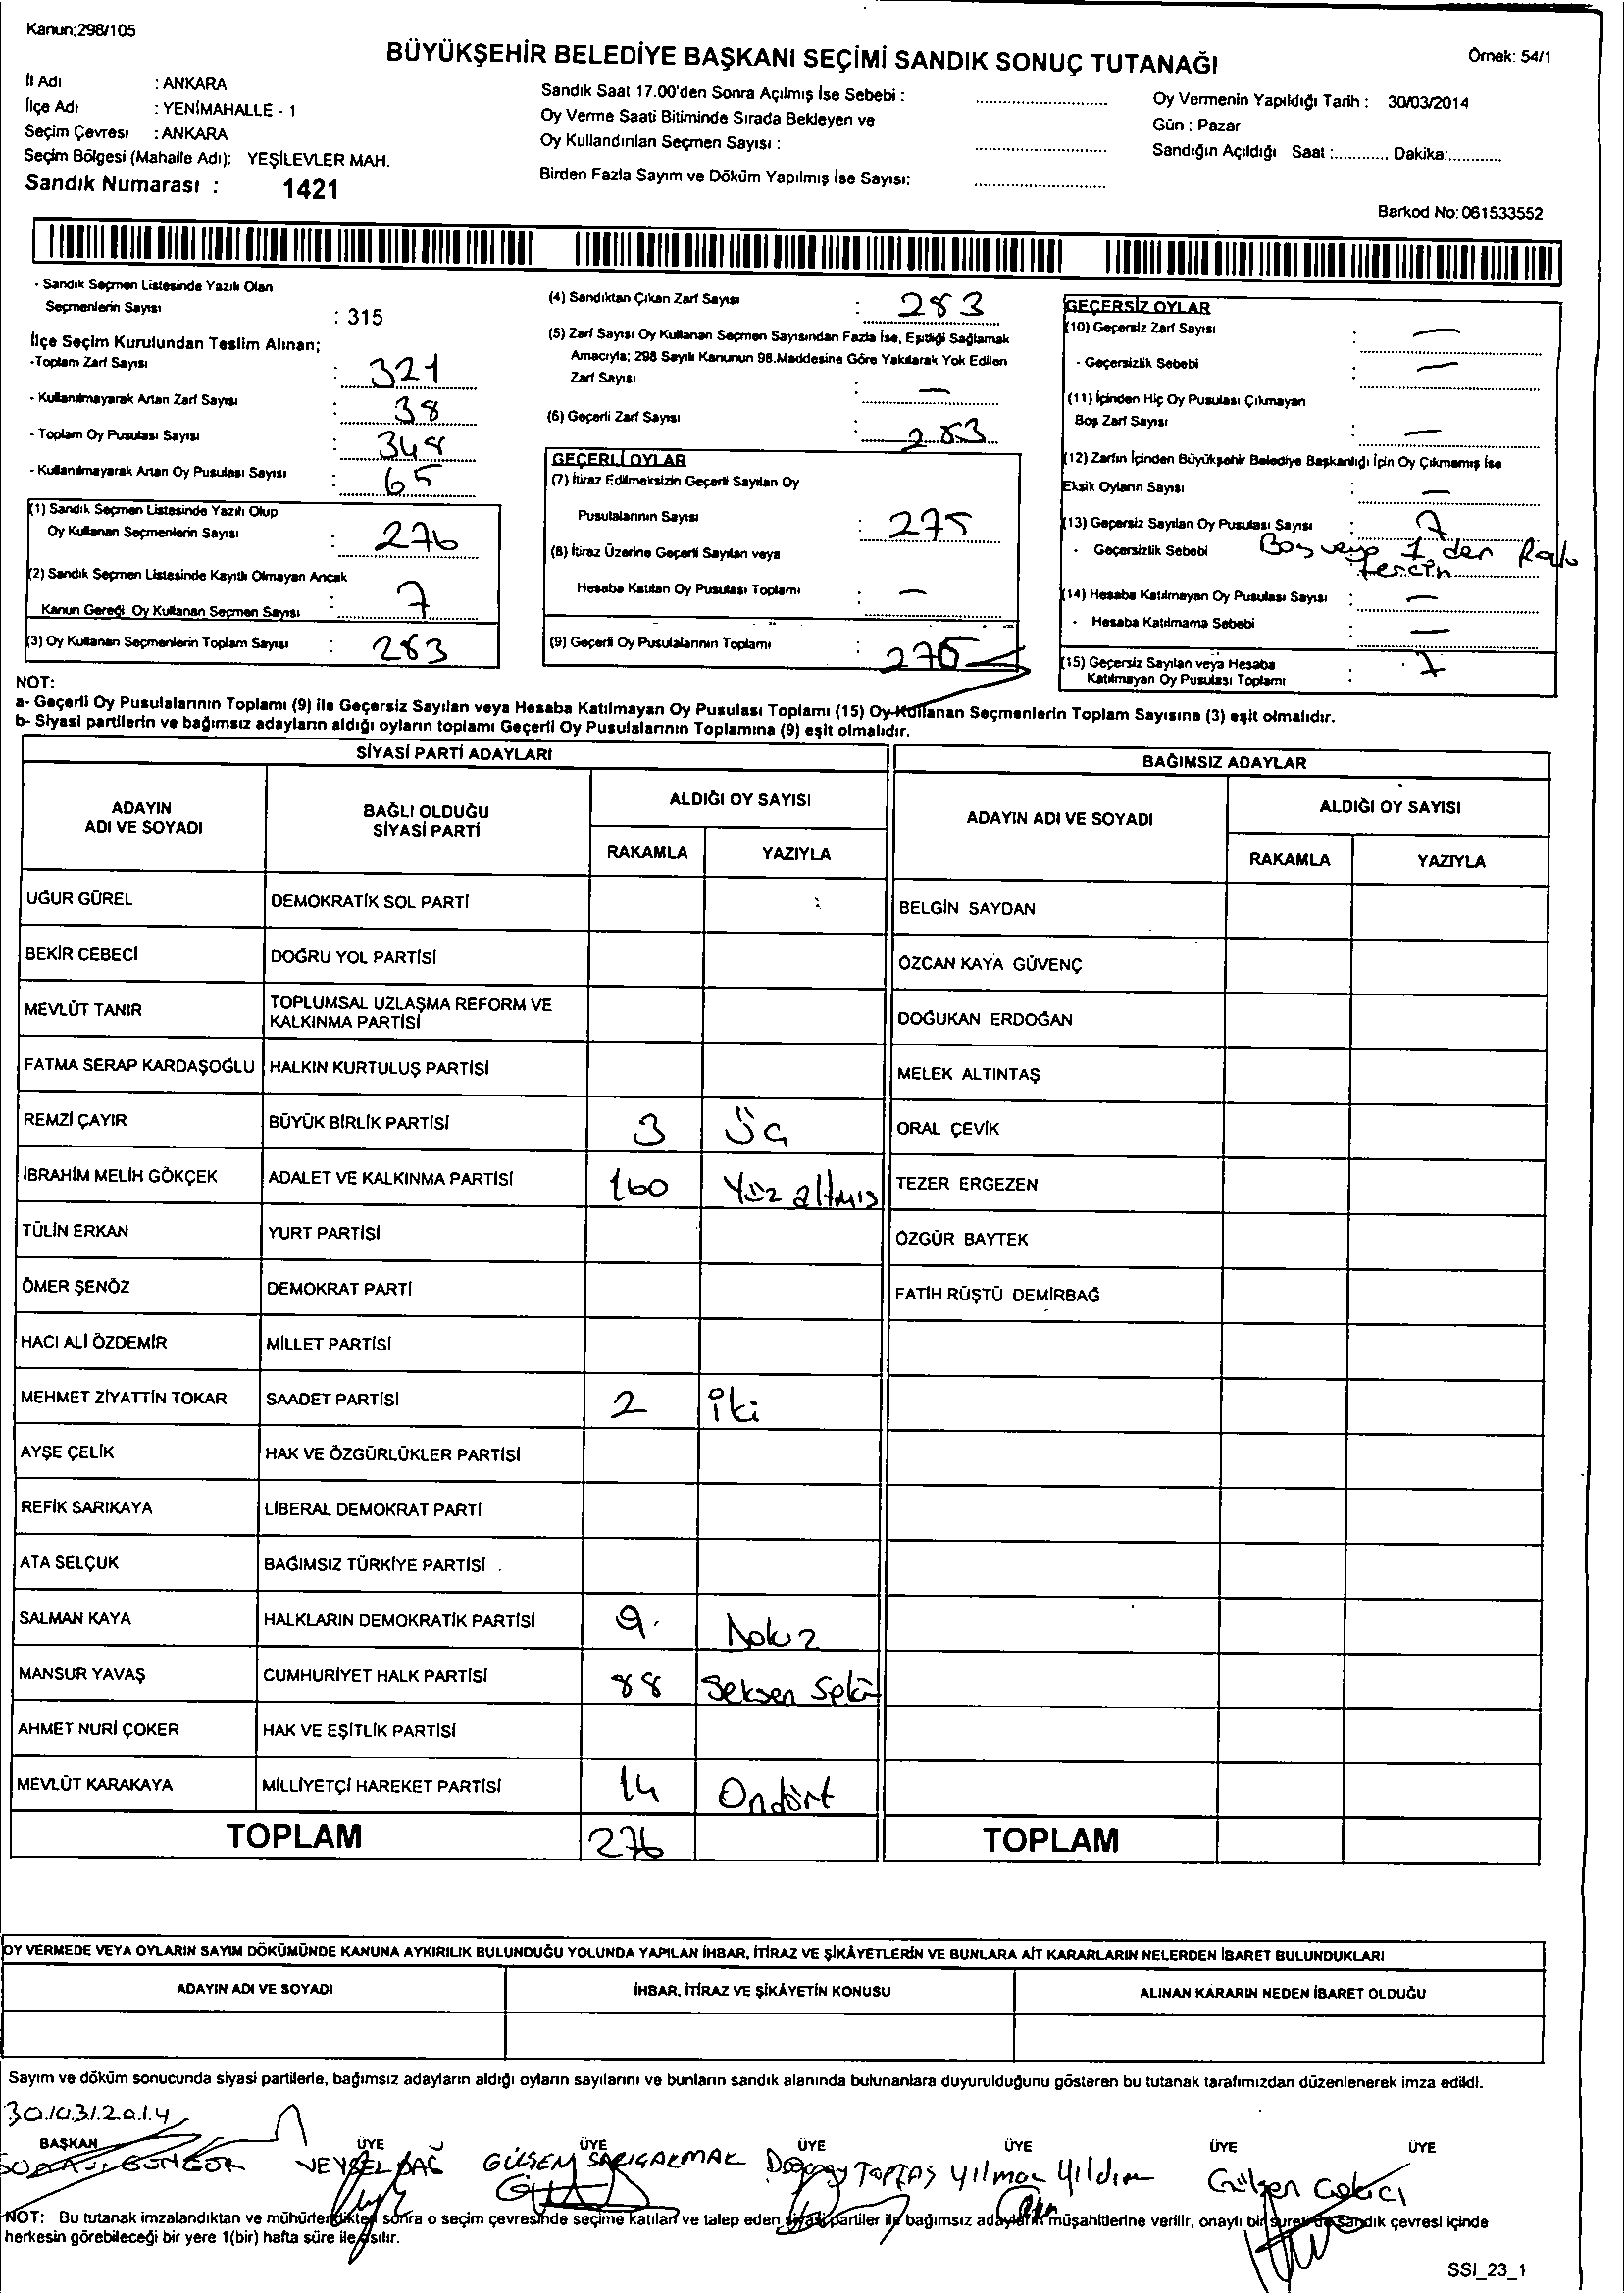 Kanun:298/105
BÜYÜKŞEHİR BELEDİYE BAŞKANI SEÇİMİ SANDIK SONUÇ TUTANAĞI
Örnek: 54/1
İl Adı : ANKARA
İlçe Adı : YENİMAHALLE - 1
Seçim Çevresi : ANKARA
Seçim Bölgesi (Mahalle Adı): YEŞİLEVLER MAH.
Sandık Numarası : 1421
Sandık Saat 17.00'den Sonra Açılmış İse Sebebi :
Oy Verme Saati Bitiminde Sırada Bekleyen ve
Oy Kullandırılan Seçmen Sayısı :
Birden Fazla Sayım ve Döküm Yapılmış İse Sayısı:
Oy Vermenin Yapıldığı Tarih : 30/03/2014
Gün : Pazar
Sandığın Açıldığı Saat :............ Dakika:............
Barkod No: 061533552
- Sandık Seçmen Listesinde Yazılı Olan
Seçmenlerin Sayısı : 315
İlçe Seçim Kurulundan Teslim Alınan;
-Toplam Zarf Sayısı : 321
- Kullanılmayarak Artan Zarf Sayısı : 38
- Toplam Oy Pusulası Sayısı : 348
- Kullanılmayarak Artan Oy Pusulası Sayısı : 65
(1) Sandık Seçmen Listesinde Yazılı Olup
Oy Kullanan Seçmenlerin Sayısı : 276
(2) Sandık Seçmen Listesinde Kayıtlı Olmayan Ancak
Kanun Gereği Oy Kullanan Seçmen Sayısı : 7
(3) Oy Kullanan Seçmenlerin Toplam Sayısı : 283
(4) Sandıktan Çıkan Zarf Sayısı : 283
(5) Zarf Sayısı Oy Kullanan Seçmen Sayısından Fazla İse, Eşitliği Sağlamak
Amacıyla; 298 Sayılı Kanunun 98.Maddesine Göre Yakılarak Yok Edilen
Zarf Sayısı : —
(6) Geçerli Zarf Sayısı : 283
GEÇERLİ OYLAR
(7) İtiraz Edilmeksizin Geçerli Sayılan Oy
Pusulalarının Sayısı : 275
(8) İtiraz Üzerine Geçerli Sayılan veya
Hesaba Katılan Oy Pusulası Toplamı : —
(9) Geçerli Oy Pusulalarının Toplamı : 276
GEÇERSİZ OYLAR
(10) Geçersiz Zarf Sayısı : —
- Geçersizlik Sebebi : —
(11) İçinden Hiç Oy Pusulası Çıkmayan
Boş Zarf Sayısı : —
(12) Zarfın İçinden Büyükşehir Belediye Başkanlığı İçin Oy Çıkmamış İse
Eksik Oyların Sayısı : —
(13) Geçersiz Sayılan Oy Pusulası Sayısı : 7
- Geçersizlik Sebebi Boş veya 1 den
(14) Hesaba Katılmayan Oy Pusulası Sayısı : —
- Hesaba Katılmama Sebebi : —
(15) Geçersiz Sayılan veya Hesaba
Katılmayan Oy Pusulası Toplamı : 7
NOT:
a- Geçerli Oy Pusulalarının Toplamı (9) ile Geçersiz Sayılan veya Hesaba Katılmayan Oy Pusulası Toplamı (15) Oy Kullanan Seçmenlerin Toplam Sayısına (3) eşit olmalıdır.
b- Siyasi partilerin ve bağımsız adayların aldığı oyların toplamı Geçerli Oy Pusulalarının Toplamına (9) eşit olmalıdır.
SİYASİ PARTİ ADAYLARI
ADAYIN ADI VE SOYADI
BAĞLI OLDUĞU SİYASİ PARTİ
ALDIĞI OY SAYISI
RAKAMLA YAZIYLA
UĞUR GÜREL DEMOKRATİK SOL PARTİ
BEKİR CEBECİ DOĞRU YOL PARTİSİ
MEVLÜT TANIR TOPLUMSAL UZLAŞMA REFORM VE
KALKINMA PARTİSİ
FATMA SERAP KARDAŞOĞLU HALKIN KURTULUŞ PARTİSİ
REMZİ ÇAYIR BÜYÜK BİRLİK PARTİSİ 3 Üç
İBRAHİM MELİH GÖKÇEK ADALET VE KALKINMA PARTİSİ 160 Yüz altmış
TÜLİN ERKAN YURT PARTİSİ
ÖMER ŞENÖZ DEMOKRAT PARTİ
HACI ALİ ÖZDEMİR MİLLET PARTİSİ
MEHMET ZİYATTİN TOKAR SAADET PARTİSİ 2 iki
AYŞE ÇELİK HAK VE ÖZGÜRLÜKLER PARTİSİ
REFİK SARIKAYA LİBERAL DEMOKRAT PARTİ
ATA SELÇUK BAĞIMSIZ TÜRKİYE PARTİSİ
SALMAN KAYA HALKLARIN DEMOKRATİK PARTİSİ 9 Dokuz
MANSUR YAVAŞ CUMHURİYET HALK PARTİSİ 88 Seksen
AHMET NURİ ÇOKER HAK VE EŞİTLİK PARTİSİ
MEVLÜT KARAKAYA MİLLİYETÇİ HAREKET PARTİSİ 14 Ondört
TOPLAM 276
BAĞIMSIZ ADAYLAR
ADAYIN ADI VE SOYADI
ALDIĞI OY SAYISI
RAKAMLA YAZIYLA
BELGİN SAYDAN
ÖZCAN KAYA GÜVENÇ
DOĞUKAN ERDOĞAN
MELEK ALTINTAŞ
ORAL ÇEVİK
TEZER ERGEZEN
ÖZGÜR BAYTEK
FATİH RÜŞTÜ DEMİRBAĞ
TOPLAM
OY VERMEDE VEYA OYLARIN SAYIM DÖKÜMÜNDE KANUNA AYKIRILIK BULUNDUĞU YOLUNDA YAPILAN İHBAR, İTİRAZ VE ŞİKÂYETLERİN VE BUNLARA AİT KARARLARIN NELERDEN İBARET BULUNDUKLARI
ADAYIN ADI VE SOYADI İHBAR, İTİRAZ VE ŞİKÂYETİN KONUSU ALINAN KARARIN NEDEN İBARET OLDUĞU
Sayım ve döküm sonucunda siyasi partilerle, bağımsız adayların aldığı oyların sayılarını ve bunların sandık alanında bulunanlara duyurulduğunu gösteren bu tutanak tarafımızdan düzenlenerek imza edildi.
30/03/2014
BAŞKAN ÜYE ÜYE ÜYE ÜYE ÜYE ÜYE
GÜNGÖR VEYSEL DAĞ GÜLSEN TOPTAŞ Yılmaz Yıldırım Gülşen
NOT: Bu tutanak imzalandıktan ve mühürlendikten sonra o seçim çevresinde seçime katılan ve talep eden siyasi partiler ile bağımsız adayların müşahitlerine verilir, onaylı bir sureti de sandık çevresi içinde
herkesin görebileceği bir yere 1(bir) hafta süre ile asılır.
SSI_23_1